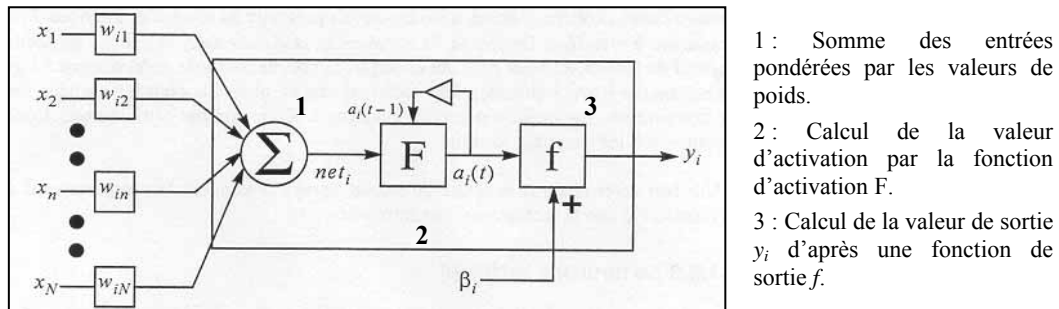 x1 wi1
x2 wi2
xn win
xN wiN
1
Σ
neti
ai(t−1)
F
ai(t)
3
f
yi
+
2
βi
1 : Somme des entrées
pondérées par les valeurs de
poids.
2 : Calcul de la valeur
d’activation par la fonction
d’activation F.
3 : Calcul de la valeur de sortie
yi d’après une fonction de
sortie f.